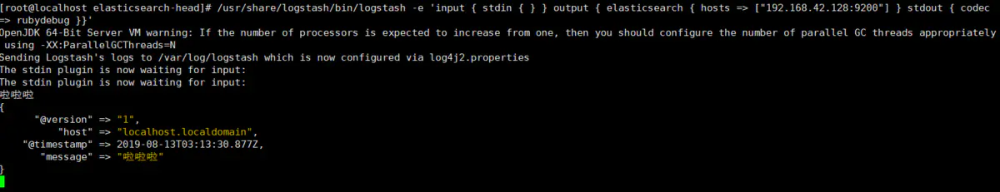 [root@localhost elasticsearch-head]# /usr/share/logstash/bin/logstash -e 'input { stdin { } } output { elasticsearch { hosts => ["192.168.42.128:9200"] } stdout { codec
=> rubydebug }}'
OpenJDK 64-Bit Server VM warning: If the number of processors is expected to increase from one, then you should configure the number of parallel GC threads appropriately
using -XX:ParallelGCThreads=N
Sending Logstash's logs to /var/log/logstash which is now configured via log4j2.properties
The stdin plugin is now waiting for input:
The stdin plugin is now waiting for input:
啦啦啦
{
"@version" => "1",
"host" => "localhost.localdomain",
"@timestamp" => 2019-08-13T03:13:30.877Z,
"message" => "啦啦啦"
}